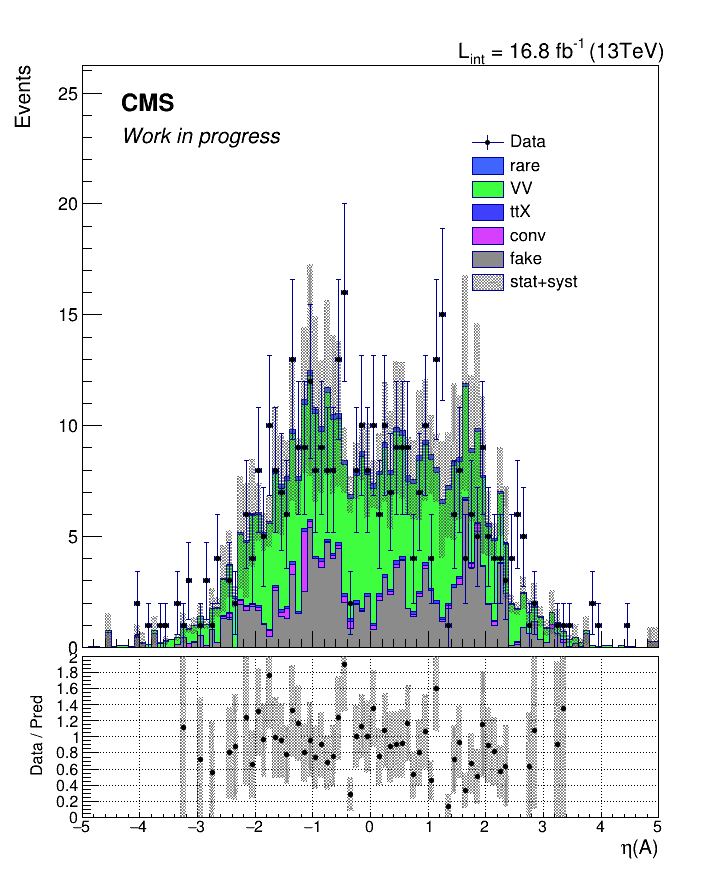 L_int = 16.8 fb^-1 (13TeV)
Events
CMS
Work in progress
Data
rare
VV
ttX
conv
fake
stat+syst
25
20
15
10
5
0
Data / Pred
2
1.8
1.6
1.4
1.2
1
0.8
0.6
0.4
0.2
0
−5 −4 −3 −2 −1 0 1 2 3 4 5
η(A)